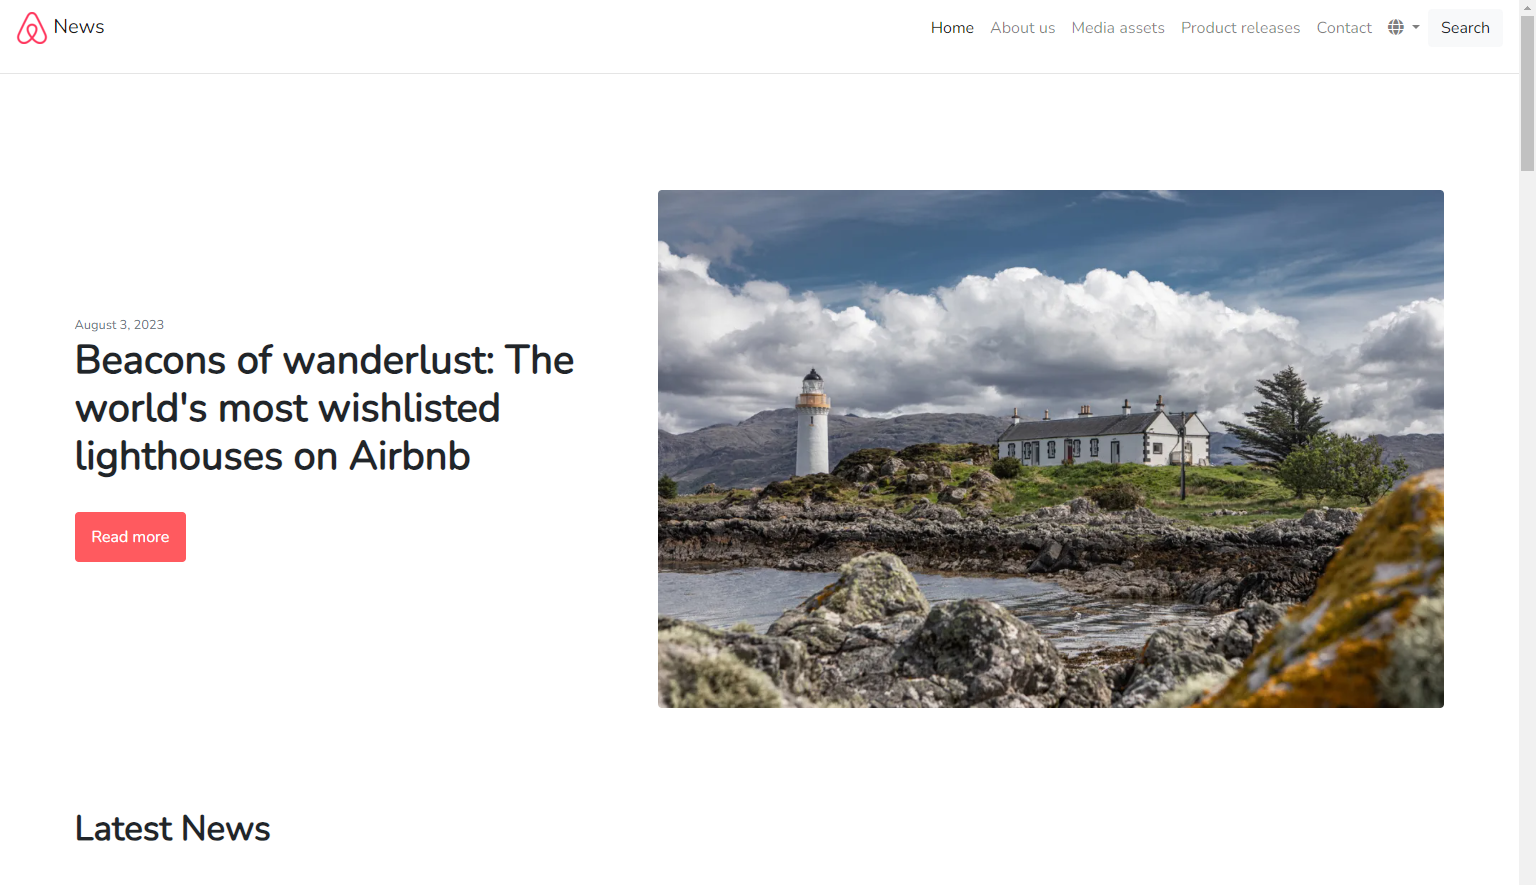 News
Home About us Media assets Product releases Contact Search
August 3, 2023
Beacons of wanderlust: The
world's most wishlisted
lighthouses on Airbnb
Read more
Latest News